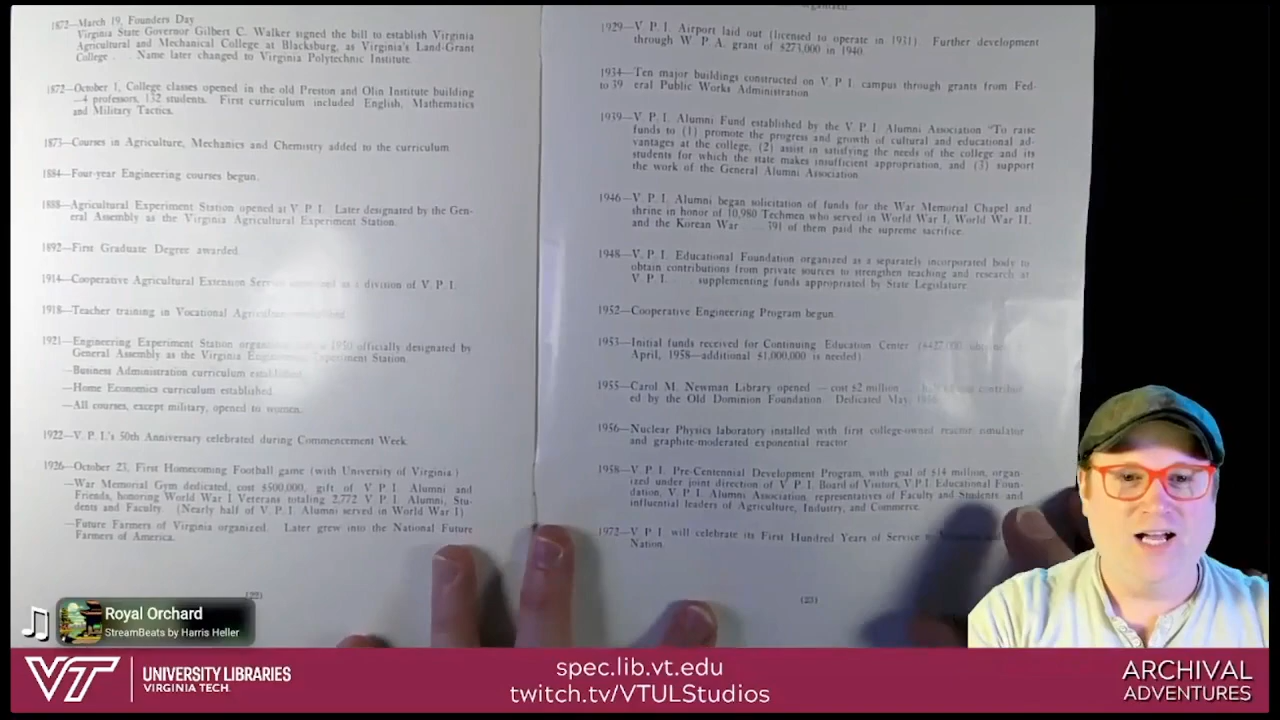 1872—March 19, Founders Day
Virginia State Governor Gilbert C. Walker signed the bill to establish Virginia
Agricultural and Mechanical College at Blacksburg, as Virginia's Land-Grant
College . . . Name later changed to Virginia Polytechnic Institute.
1872—October 1, College classes opened in the old Preston and Olin Institute building
—4 professors, 132 students. First curriculum included English, Mathematics
and Military Tactics.
1873—Courses in Agriculture, Mechanics and Chemistry added to the curriculum
1884—Four-year Engineering courses begun.
1888—Agricultural Experiment Station opened at V. P. I. Later designated by the Gen-
eral Assembly as the Virginia Agricultural Experiment Station.
1892—First Graduate Degree awarded.
1914—Cooperative Agricultural Extension Service as a division of V. P. I.
1918—Teacher training in Vocational
1921—Engineering Experiment Station 1950 officially designated by
General Assembly as the Virginia Experiment Station.
—Business Administration curriculum
—Home Economics curriculum established.
—All courses, except military, opened to women.
1922—V. P. I.'s 50th Anniversary celebrated during Commencement Week.
1926—October 23, First Homecoming Football game (with University of Virginia.)
—War Memorial Gym dedicated, cost $500,000, gift of V. P. I. Alumni and
Friends, honoring World War I Veterans totaling 2,772 V. P. I. Alumni, Stu-
dents and Faculty. (Nearly half of V. P. I. Alumni served in World War I)
—Future Farmers of Virginia organized. Later grew into the National Future
Farmers of America.
(22)
organized.
1929—V. P. I. Airport laid out (licensed to operate in 1931) Further development
through W. P. A. grant of $273,000 in 1940.
1934—Ten major buildings constructed on V. P. I. campus through grants from Fed-
to 39 eral Public Works Administration.
1939—V. P. I. Alumni Fund established by the V. P. I. Alumni Association "To raise
funds to (1) promote the progress and growth of cultural and educational ad-
vantages at the college, (2) assist in satisfying the needs of the college and its
students for which the state makes insufficient appropriation, and (3) support
the work of the General Alumni Association
1946—V. P. I. Alumni began solicitation of funds for the War Memorial Chapel and
shrine in honor of 10,980 Techmen who served in World War I, World War II,
and the Korean War . . . 391 of them paid the supreme sacrifice.
1948—V. P. I. Educational Foundation organized as a separately incorporated body to
obtain contributions from private sources to strengthen teaching and research at
V. P. I. . . . supplementing funds appropriated by State Legislature.
1952—Cooperative Engineering Program begun.
1953—Initial funds received for Continuing Education Center
April, 1958—additional $1,000,000 is needed)
1955—Carol M. Newman Library opened — cost $2 million . . . contribut-
ed by the Old Dominion Foundation. Dedicated May,
1956—Nuclear Physics laboratory installed with first college-owned reactor simulator
and graphite-moderated exponential reactor.
1958—V. P. I. Pre-Centennial Development Program, with goal of $14 million, organ-
ized under joint direction of V. P. I. Board of Visitors, V.P.I. Educational Foun-
dation, V. P. I. Alumni Association, representatives of Faculty and Students, and
influential leaders of Agriculture, Industry, and Commerce.
1972—V. P. I. will celebrate its First Hundred Years of Service
Nation.
(23)
Royal Orchard
StreamBeats by Harris Heller
VT UNIVERSITY LIBRARIES
VIRGINIA TECH.
spec.lib.vt.edu
twitch.tv/VTULStudios
ARCHIVAL
ADVENTURES